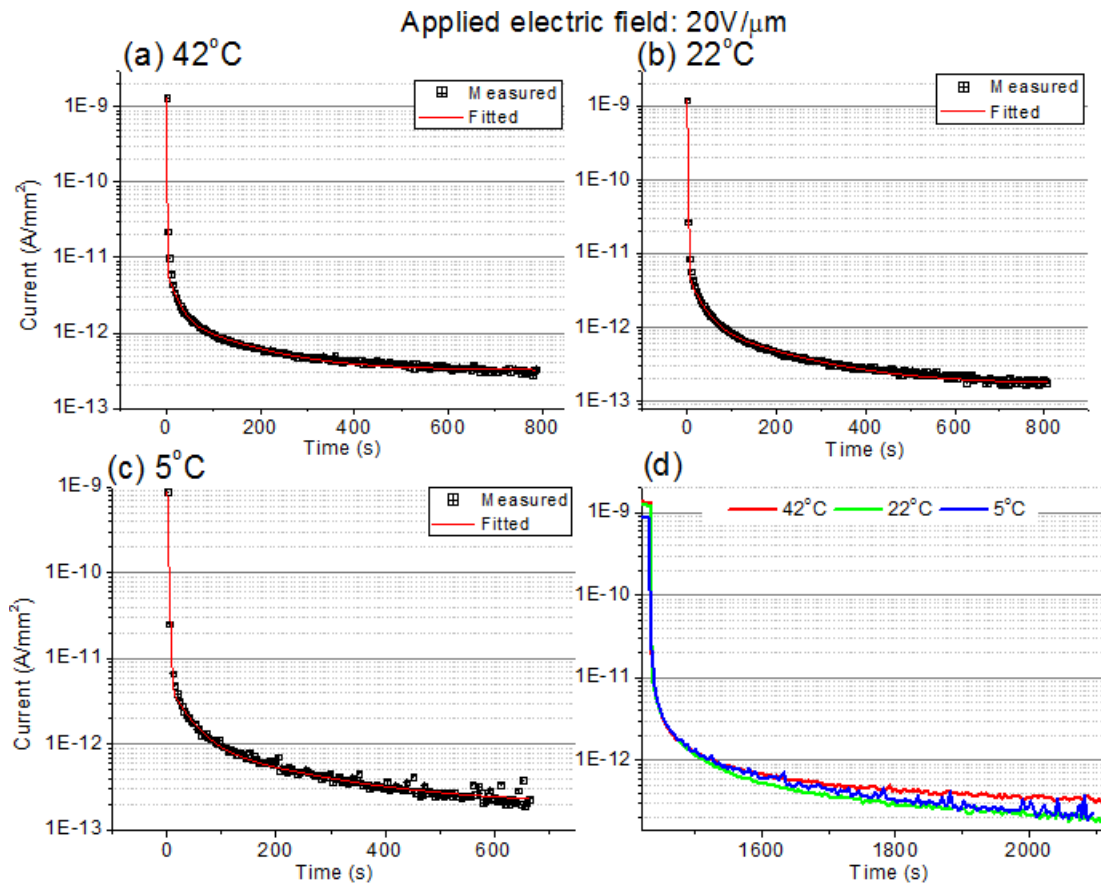 Applied electric field: 20V/μm
(a) 42°C
Measured
Fitted
1E-9
1E-10
1E-11
1E-12
1E-13
Current (A/mm²)
0 200 400 600 800
Time (s)
(b) 22°C
Measured
Fitted
1E-9
1E-10
1E-11
1E-12
1E-13
0 200 400 600 800
Time (s)
(c) 5°C
Measured
Fitted
1E-9
1E-10
1E-11
1E-12
1E-13
Current (A/mm²)
0 200 400 600
Time (s)
(d)
42°C 22°C 5°C
1E-9
1E-10
1E-11
1E-12
1600 1800 2000
Time (s)